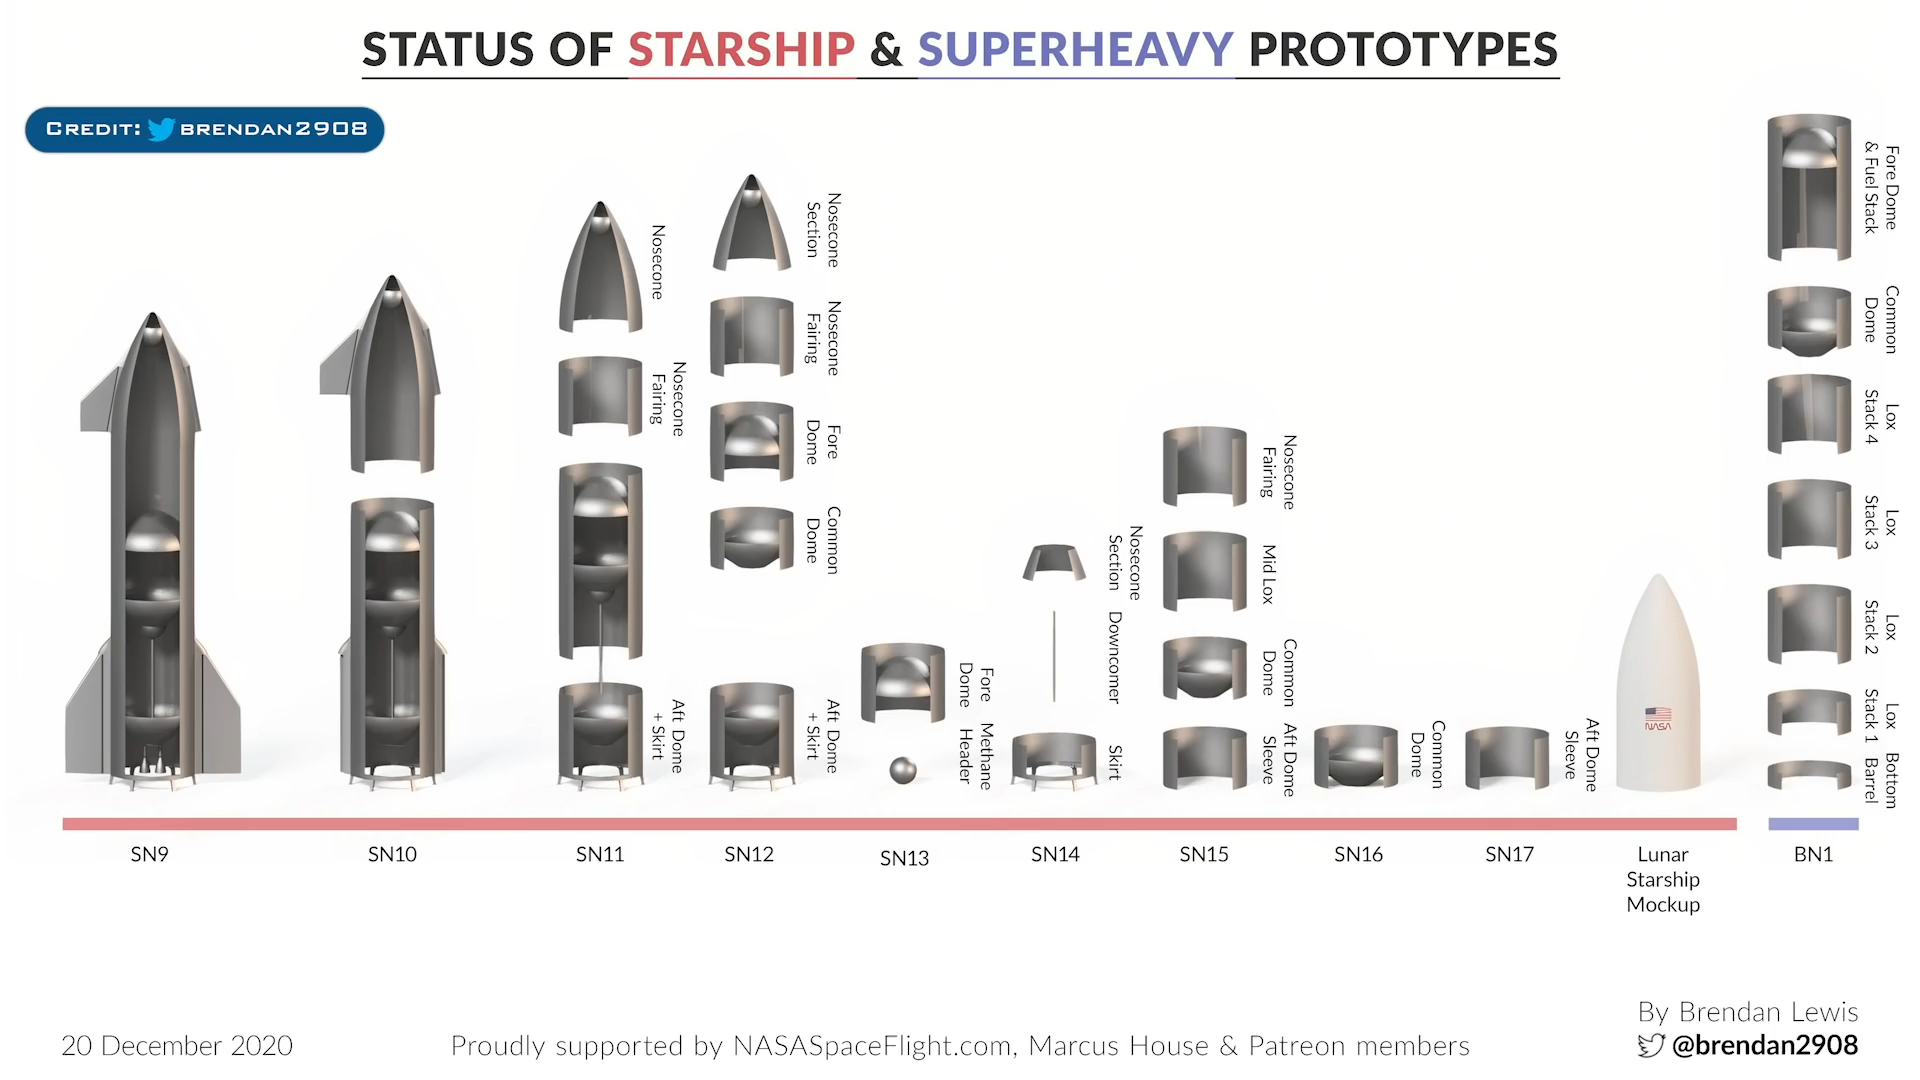 STATUS OF STARSHIP & SUPERHEAVY PROTOTYPES
CREDIT: BRENDAN2908
Nosecone
Nosecone
Fairing
Aft Dome
+ Skirt
Nosecone
Section
Nosecone
Fairing
Fore
Dome
Common
Dome
Aft Dome
+ Skirt
Fore
Dome
Methane
Header
Nosecone
Section
Downcomer
Skirt
Nosecone
Fairing
Mid Lox
Common
Dome
Aft Dome
Sleeve
Common
Dome
Aft Dome
Sleeve
NASA
Fore Dome
& Fuel Stack
Common
Dome
Lox
Stack 4
Lox
Stack 3
Lox
Stack 2
Lox
Stack 1
Bottom
Barrel
SN9
SN10
SN11
SN12
SN13
SN14
SN15
SN16
SN17
Lunar
Starship
Mockup
BN1
20 December 2020
Proudly supported by NASASpaceFlight.com, Marcus House & Patreon members
By Brendan Lewis
@brendan2908